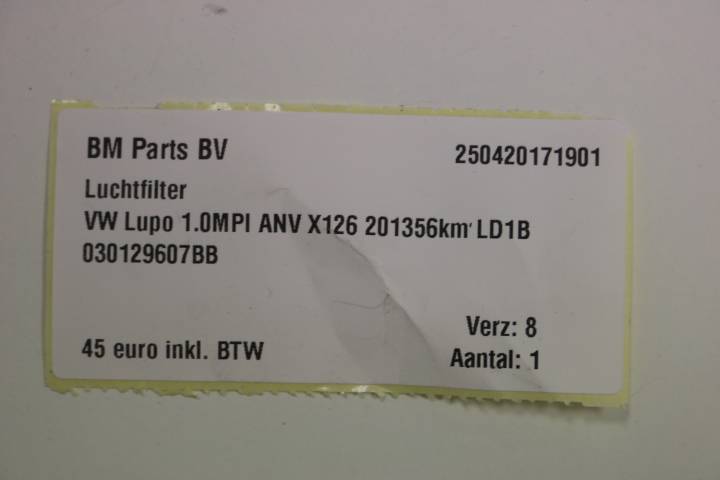 BM Parts BV 250420171901
Luchtfilter
VW Lupo 1.0MPI ANV X126 201356km LD1B
030129607BB
Verz: 8
45 euro inkl. BTW Aantal: 1